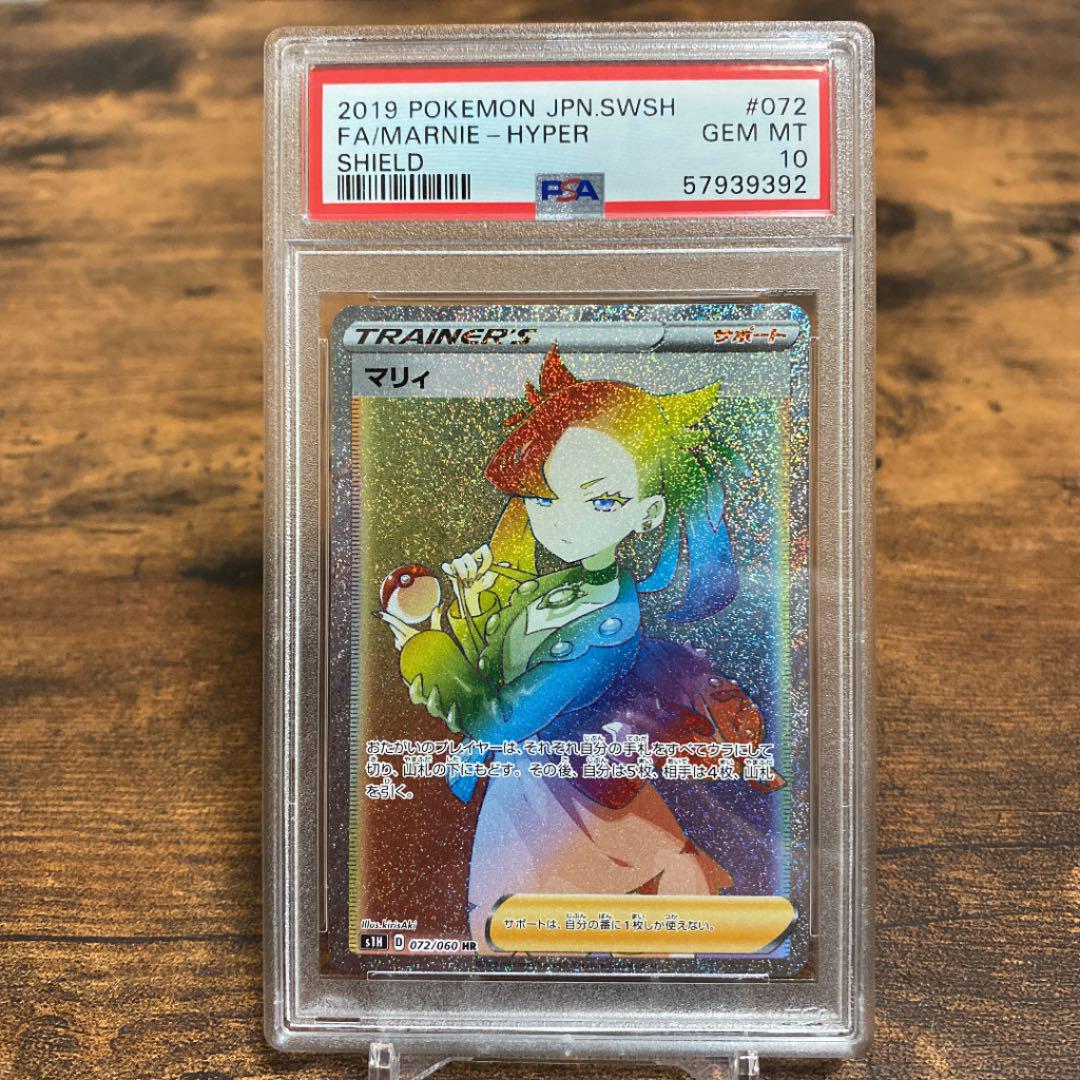 2019 POKEMON JPN.SWSH #072
FA/MARNIE-HYPER GEM MT
SHIELD 10
PSA 57939392
TRAINER'S サポート
マリィ
おたがいのプレイヤーは、それぞれ自分の手札をすべてウラにして
切り、山札の下にもどす。その後、自分は5枚、相手は4枚、山札
を引く。
Illus.kirisAki
サポートは、自分の番に1枚しか使えない。
s1H D 072/060 HR